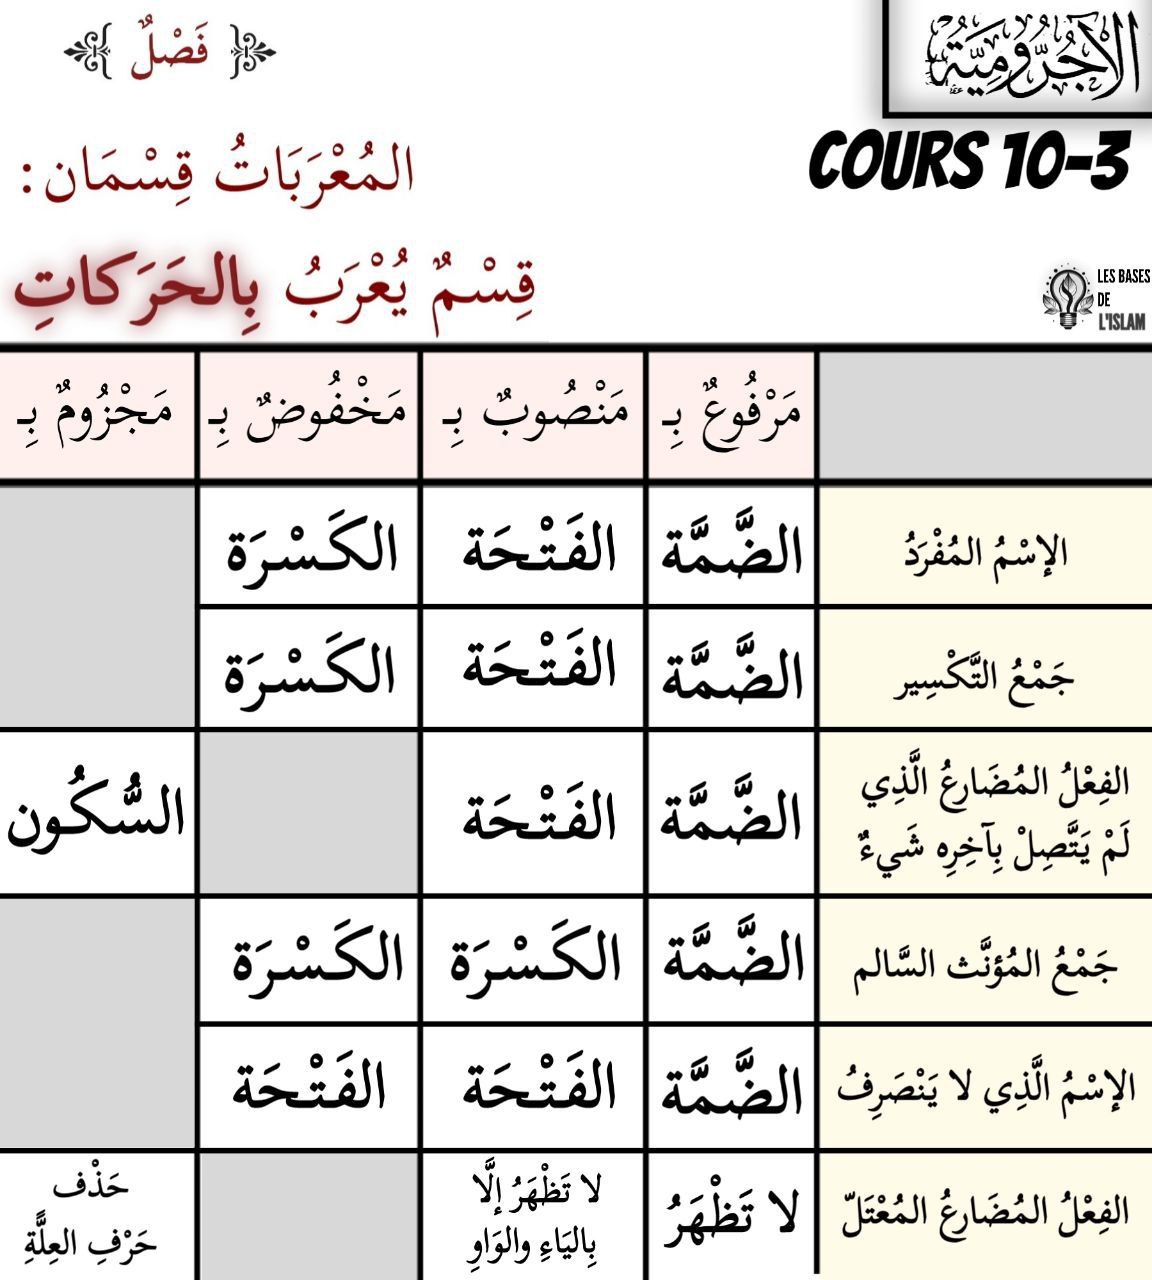 الآجُرُّومِيَّةُ
فَصْلٌ
COURS 10-3
المُعْرَبَاتُ قِسْمَان:
قِسْمٌ يُعْرَبُ بِالحَرَكاتِ
LES BASES
DE
L'ISLAM
مَرْفُوعٌ بِـ مَنْصُوبٌ بِـ مَخْفُوضٌ بِـ مَجْزُومٌ بِـ
الإسْمُ المُفْرَدُ الضَّمَّة الفَتْحَة الكَسْرَة
جَمْعُ التَّكْسِير الضَّمَّة الفَتْحَة الكَسْرَة
الفِعْلُ المُضَارِعُ الَّذِي
لَمْ يَتَّصِلْ بِآخِرِه شَيءٌ
الضَّمَّة الفَتْحَة السُّكُون
جَمْعُ المُؤنَّث السَّالم الضَّمَّة الكَسْرَة الكَسْرَة
الإسْمُ الَّذِي لا يَنْصَرِفُ الضَّمَّة الفَتْحَة الفَتْحَة
الفِعْلُ المُضَارِعُ المُعْتَلّ لا تَظْهَرُ
لا تَظْهَرُ إلَّا
بِاليَاءِ والوَاوِ
حَذْف
حَرْفِ العِلَّةِ